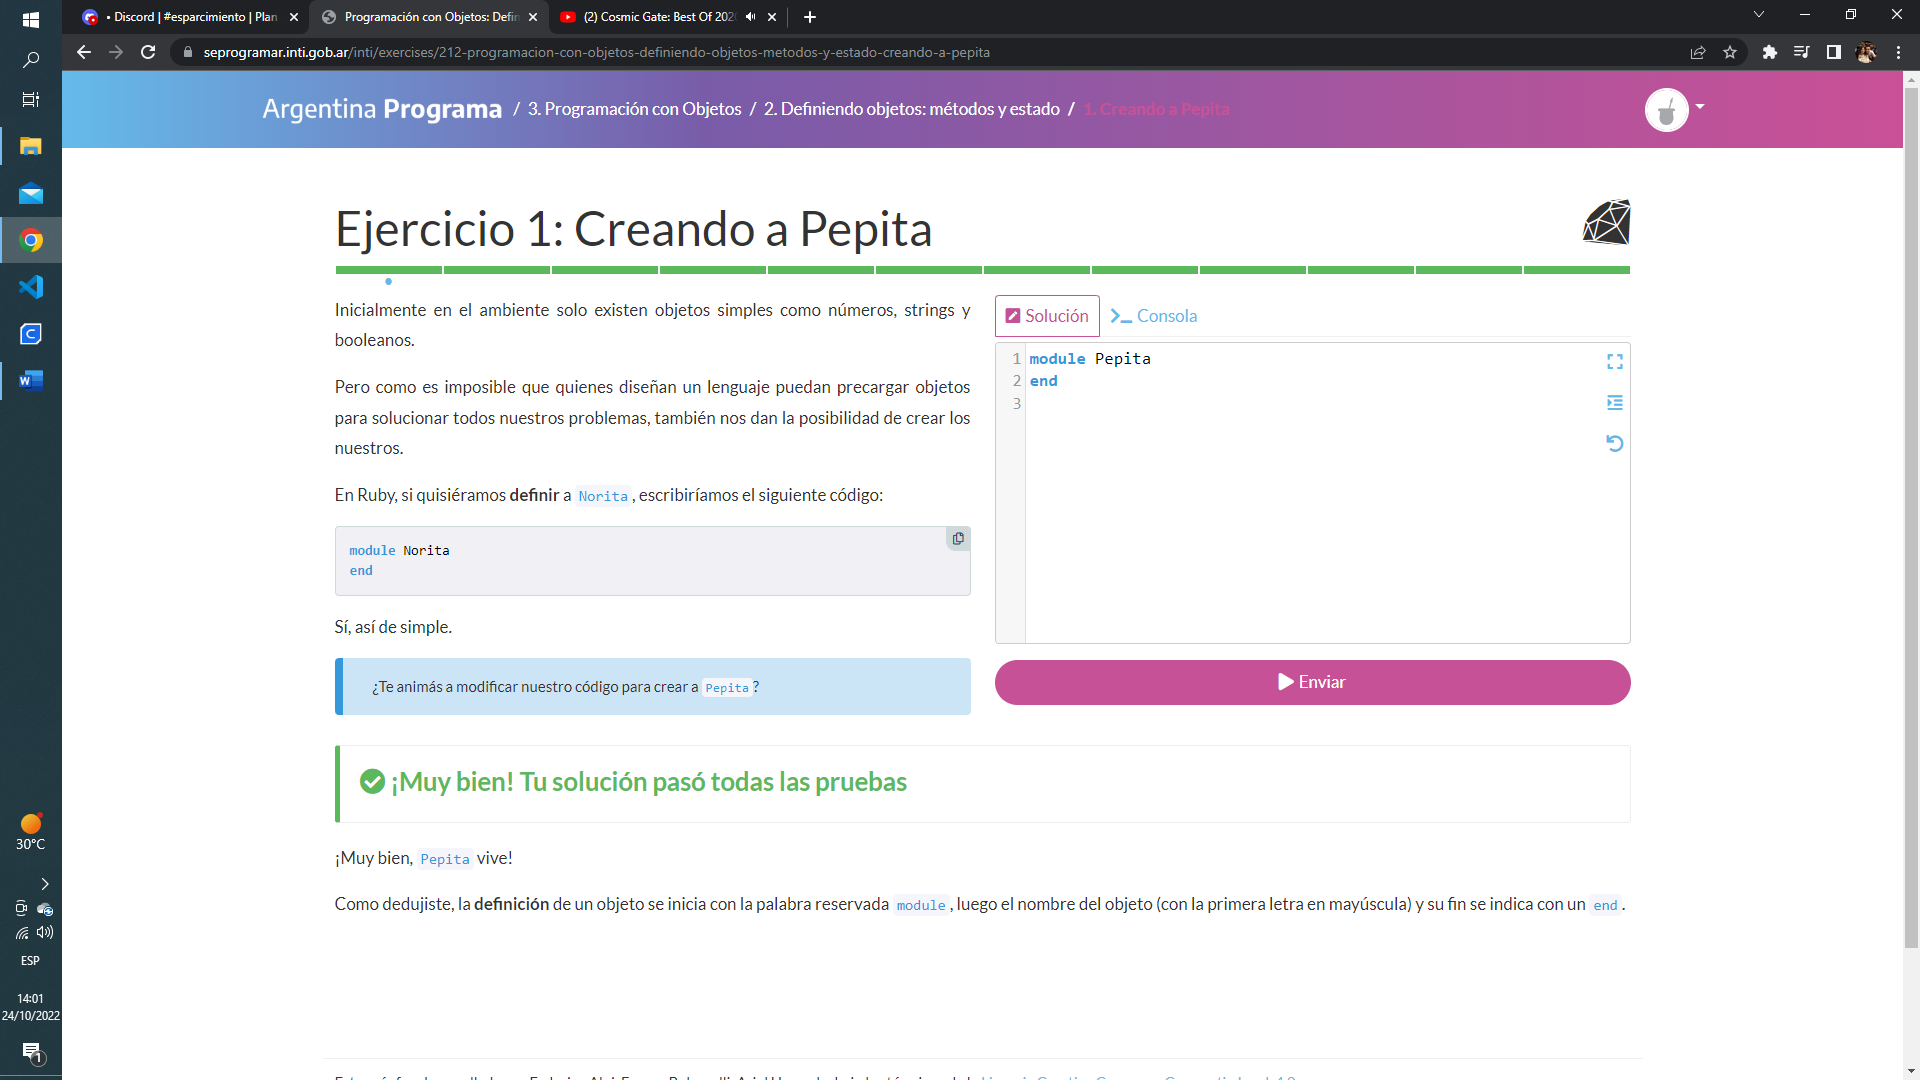 • Discord | #esparcimiento | Plan
Programación con Objetos: Defin
(2) Cosmic Gate: Best Of 2020
seprogramar.inti.gob.ar/inti/exercises/212-programacion-con-objetos-definiendo-objetos-metodos-y-estado-creando-a-pepita
Argentina Programa / 3. Programación con Objetos / 2. Definiendo objetos: métodos y estado / 1. Creando a Pepita
Ejercicio 1: Creando a Pepita
Inicialmente en el ambiente solo existen objetos simples como números, strings y
booleanos.
Pero como es imposible que quienes diseñan un lenguaje puedan precargar objetos
para solucionar todos nuestros problemas, también nos dan la posibilidad de crear los
nuestros.
En Ruby, si quisiéramos definir a Norita, escribiríamos el siguiente código:
module Norita
end
Sí, así de simple.
¿Te animás a modificar nuestro código para crear a Pepita?
Solución
Consola
1 module Pepita
2 end
3
Enviar
¡Muy bien! Tu solución pasó todas las pruebas
¡Muy bien, Pepita vive!
Como dedujiste, la definición de un objeto se inicia con la palabra reservada module, luego el nombre del objeto (con la primera letra en mayúscula) y su fin se indica con un end.
30°C
ESP
14:01
24/10/2022
1